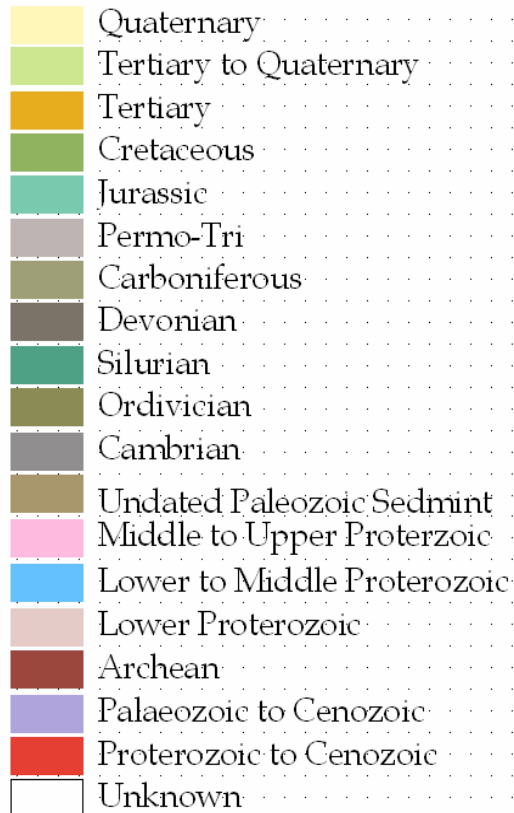 Quaternary
Tertiary to Quaternary
Tertiary
Cretaceous
Jurassic
Permo-Tri
Carboniferous
Devonian
Silurian
Ordivician
Cambrian
Undated Paleozoic Sedmint
Middle to Upper Proterzoic
Lower to Middle Proterozoic
Lower Proterozoic
Archean
Palaeozoic to Cenozoic
Proterozoic to Cenozoic
Unknown